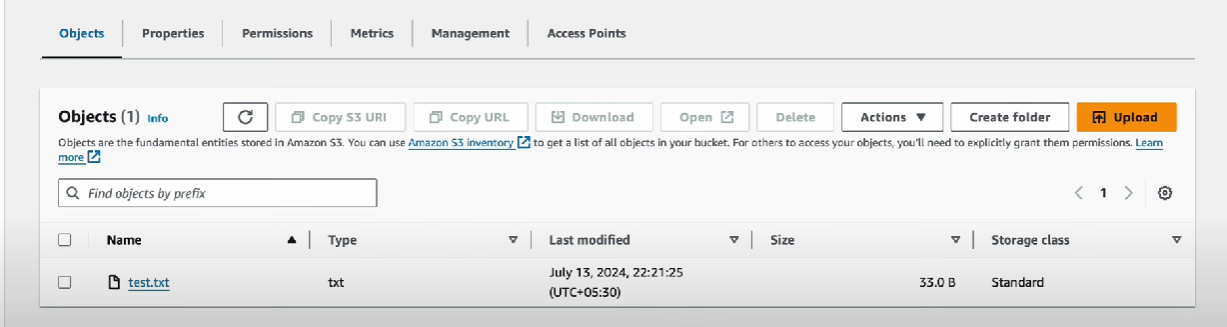 Objects Properties Permissions Metrics Management Access Points
Objects (1) Info Copy S3 URI Copy URL Download Open Delete Actions Create folder Upload
Objects are the fundamental entities stored in Amazon S3. You can use Amazon S3 inventory to get a list of all objects in your bucket. For others to access your objects, you'll need to explicitly grant them permissions. Learn
more
Find objects by prefix 1
Name Type Last modified Size Storage class
test.txt txt July 13, 2024, 22:21:25 33.0 B Standard
(UTC+05:30)